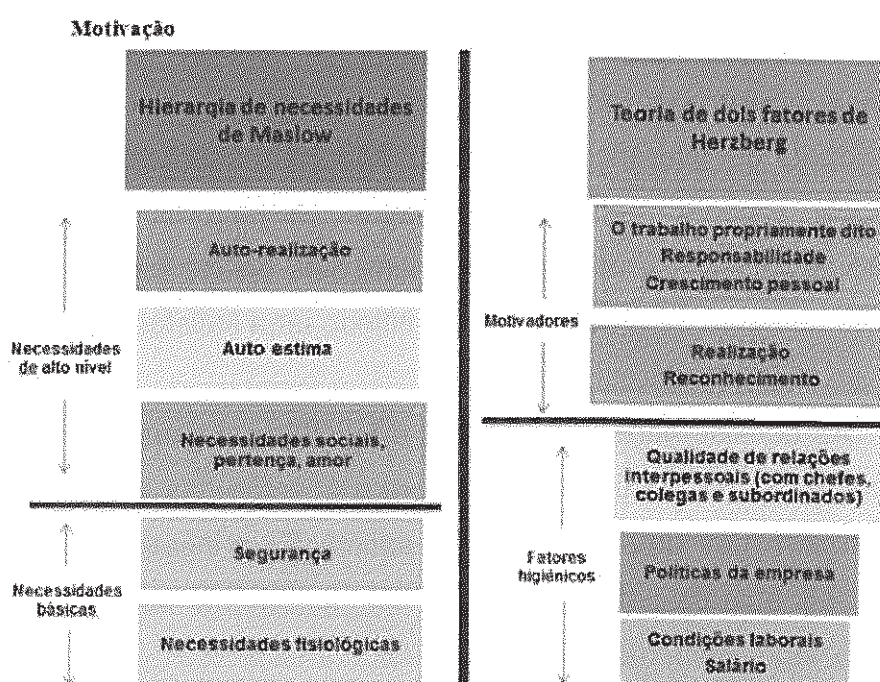 Motivação
Hierarqia de necessidades
de Maslow
Auto-realização
Auto estima
Necessidades sociais,
pertença, amor
Segurança
Necessidades fisiológicas
Necessidades
de alto nível
Necessidades
básicas
Teoria de dois fatores de
Herzberg
O trabalho propriamente dito
Responsabilidade
Crescimento pessoal
Realização
Reconhecimento
Qualidade de relações
interpessoais (com chefes,
colegas e subordinados)
Políticas da empresa
Condições laborais
Salário
Motivadores
Fatores
higiénicos